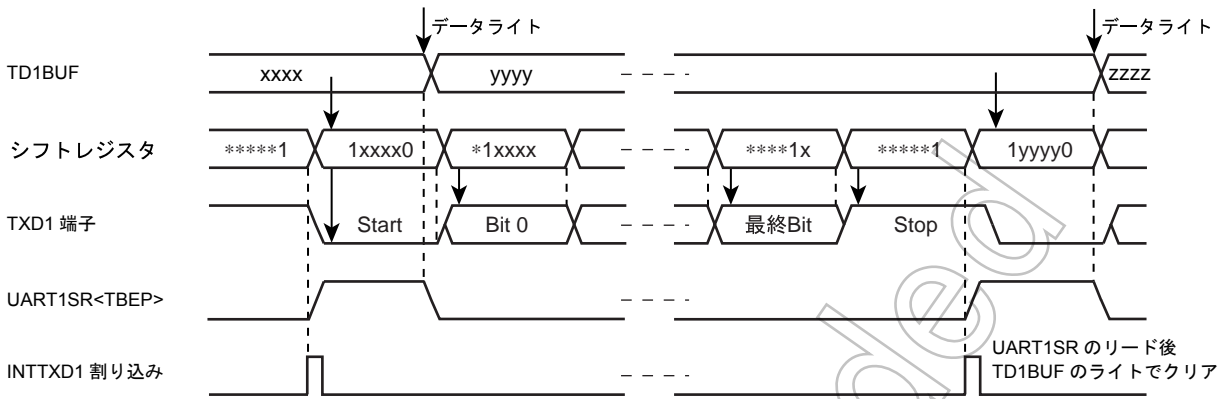 データライト データライト
TD1BUF xxxx yyyy zzzz
シフトレジスタ *****1 1xxxx0 *1xxxx ****1x *****1 1yyyy0
TXD1 端子 Start Bit 0 最終Bit Stop
UART1SR<TBEP>
INTTXD1 割り込み
UART1SR のリード後
TD1BUF のライトでクリア
ded